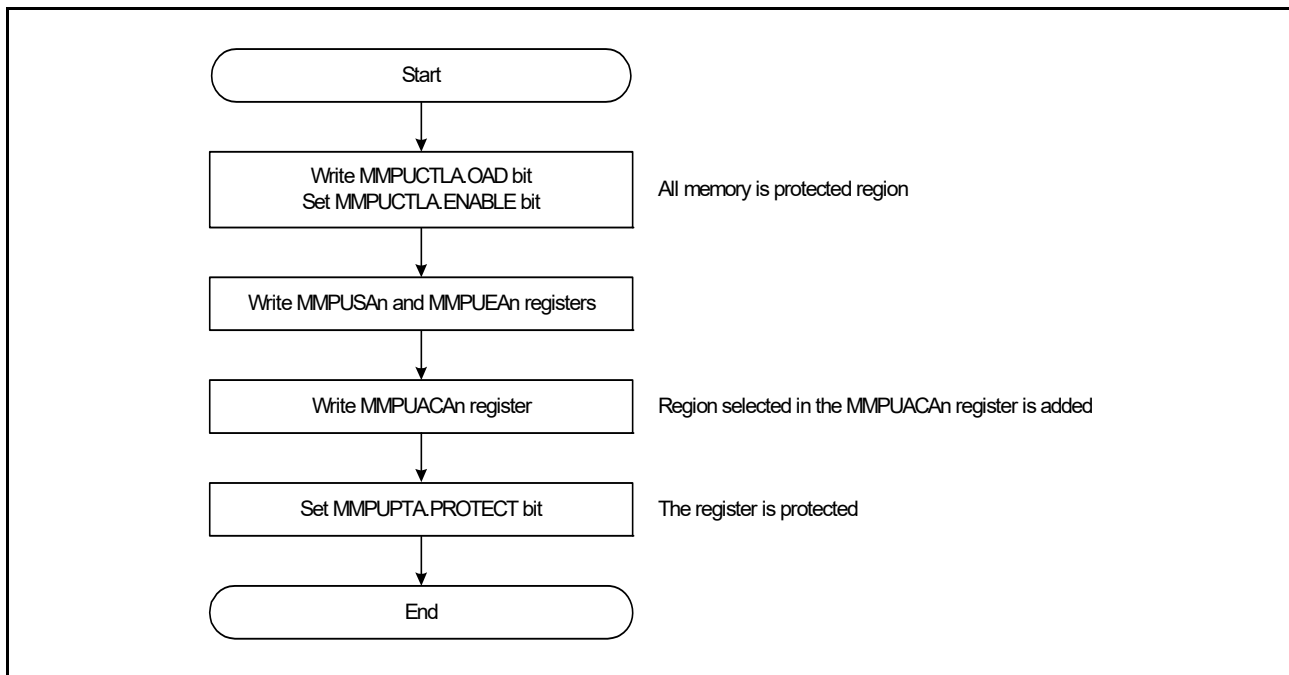 Start
Write MMPUCTLA.OAD bit
Set MMPUCTLA.ENABLE bit
All memory is protected region
Write MMPUSAn and MMPUEAn registers
Write MMPUACAn register
Region selected in the MMPUACAn register is added
Set MMPUPTA.PROTECT bit
The register is protected
End